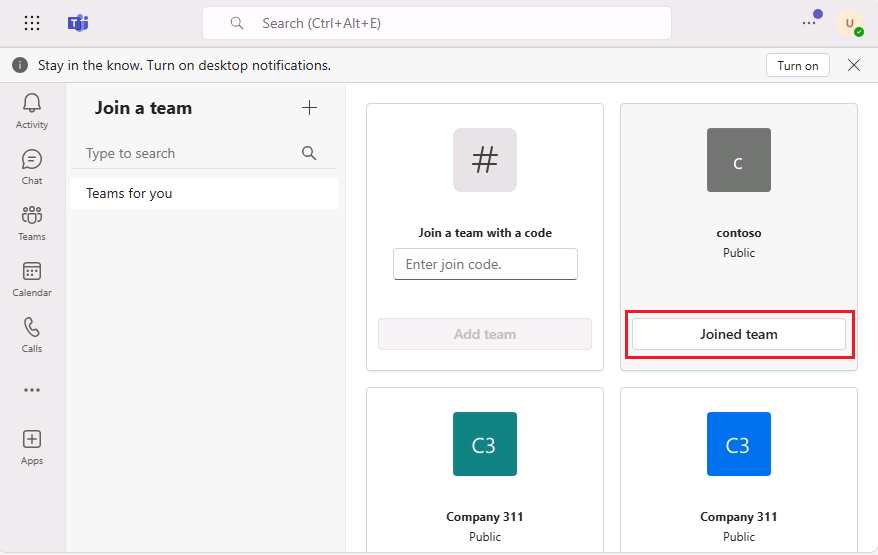 Search (Ctrl+Alt+E)
U
Stay in the know. Turn on desktop notifications.
Turn on
Activity
Chat
Teams
Calendar
Calls
Apps
Join a team
Type to search
Teams for you
#
Join a team with a code
Enter join code.
Add team
c
contoso
Public
Joined team
C3
Company 311
Public
C3
Company 311
Public